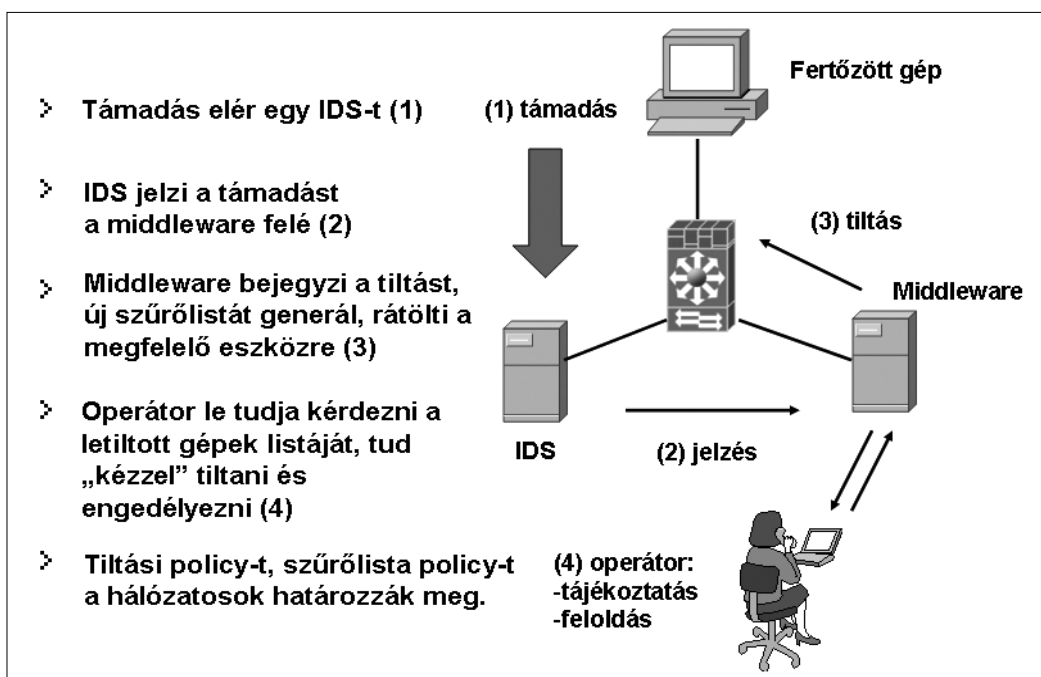 Támadás elér egy IDS-t (1)
IDS jelzi a támadást
a middleware felé (2)
Middleware bejegyzi a tiltást,
új szűrőlistát generál, rátölti a
megfelelő eszközre (3)
Operátor le tudja kérdezni a
letiltott gépek listáját, tud
„kézzel” tiltani és
engedélyezni (4)
Tiltási policy-t, szűrőlista policy-t
a hálózatosok határozzák meg.
Fertőzött gép
(1) támadás
(3) tiltás
Middleware
IDS
(2) jelzés
(4) operátor:
-tájékoztatás
-feloldás